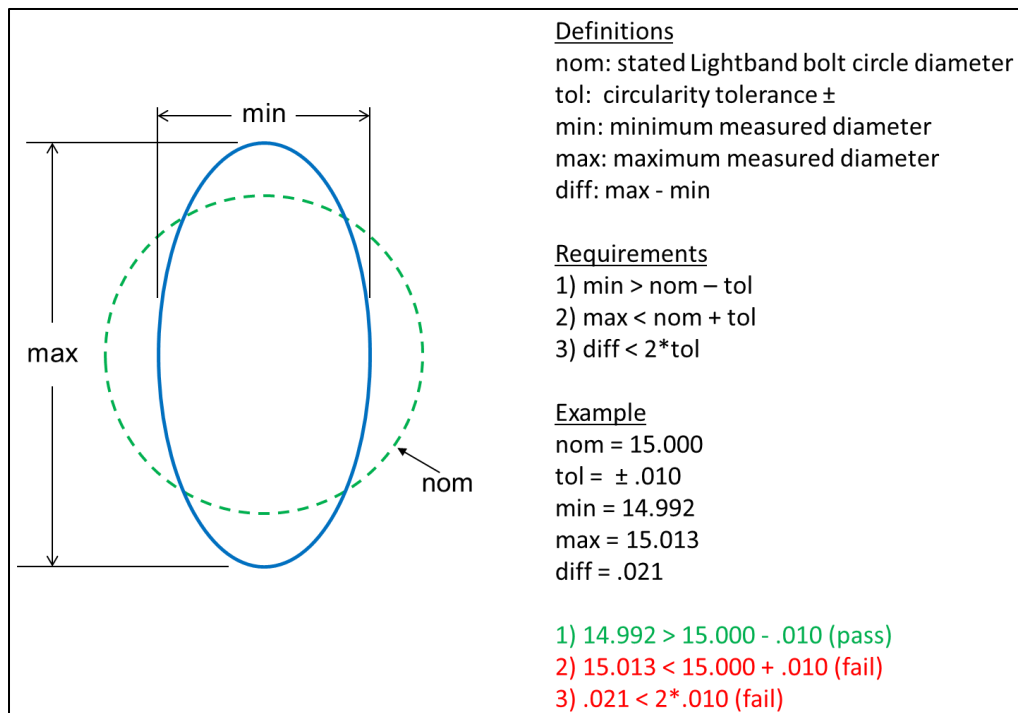 min
max
nom
Definitions
nom: stated Lightband bolt circle diameter
tol:  circularity tolerance ±
min: minimum measured diameter
max: maximum measured diameter
diff: max - min
Requirements
1) min > nom – tol
2) max < nom + tol
3) diff < 2*tol
Example
nom = 15.000
tol =  ± .010
min = 14.992
max = 15.013
diff = .021
1) 14.992 > 15.000 - .010 (pass)
2) 15.013 < 15.000 + .010 (fail)
3) .021 < 2*.010 (fail)